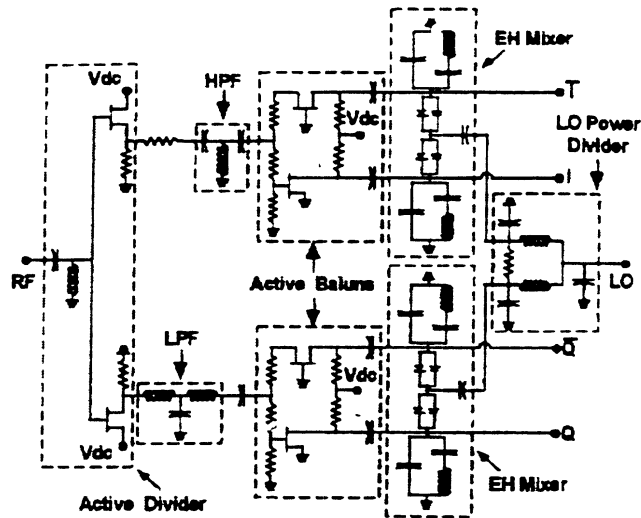 EH Mixer
Vdc
HPF
Vdc
I̅
LO Power
Divider
I
RF
Active Baluns
LO
LPF
Vdc
Q̅
Vdc
Q
Active Divider
EH Mixer